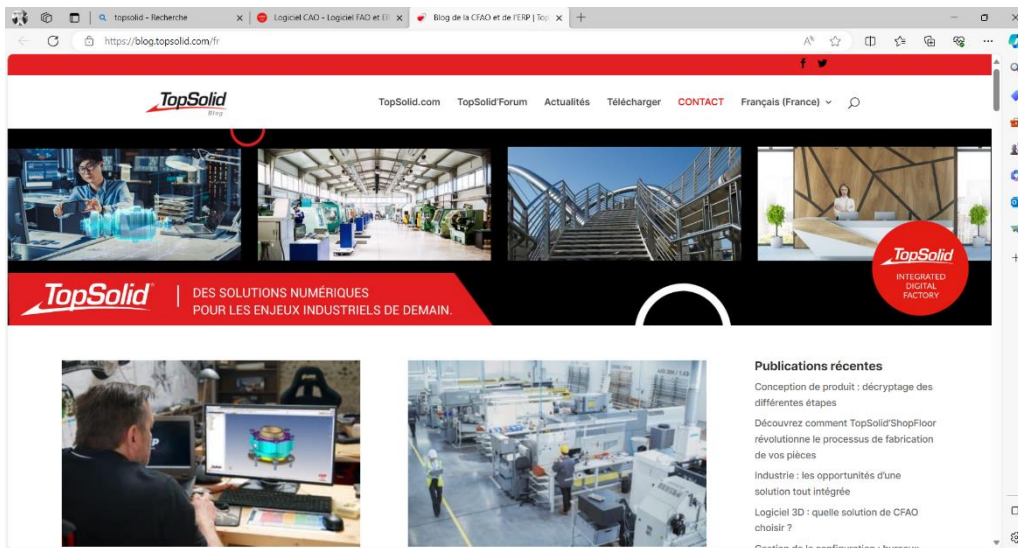 topsolid - Recherche
Logiciel CAO - Logiciel FAO et E
Blog de la CFAO et de l'ERP | Top
https://blog.topsolid.com/fr
TopSolid
Blog
TopSolid.com
TopSolid'Forum
Actualités
Télécharger
CONTACT
Français (France)
TopSolid
INTEGRATED
DIGITAL
FACTORY
TopSolid
DES SOLUTIONS NUMÉRIQUES
POUR LES ENJEUX INDUSTRIELS DE DEMAIN.
Publications récentes
Conception de produit : décryptage des
différentes étapes
Découvrez comment TopSolid'ShopFloor
révolutionne le processus de fabrication
de vos pièces
Industrie : les opportunités d'une
solution tout intégrée
Logiciel 3D : quelle solution de CFAO
choisir ?